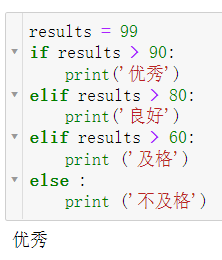 results = 99
if results > 90:
    print('优秀')
elif results > 80:
    print('良好')
elif results > 60:
    print ('及格')
else :
    print ('不及格')
优秀